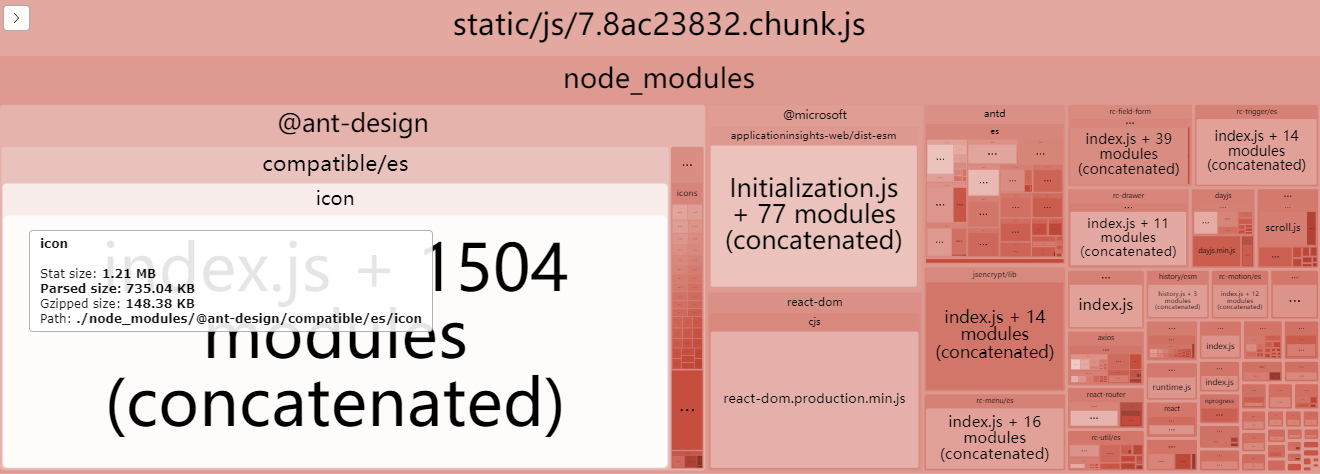 static/js/7.8ac23832.chunk.js
node_modules
@ant-design
compatible/es
icon
index.js + 1504
modules
(concatenated)
icon
Stat size: 1.21 MB
Parsed size: 735.04 KB
Gzipped size: 148.38 KB
Path: ./node_modules/@ant-design/compatible/es/icon
...
icons
...
@microsoft
applicationinsights-web/dist-esm
Initialization.js
+ 77 modules
(concatenated)
react-dom
cjs
react-dom.production.min.js
antd
es
...
...
...
...
...
...
...
...
...
...
...
jsencrypt/lib
index.js + 14
modules
(concatenated)
rc-menu/es
index.js + 16
modules
(concatenated)
rc-field-form
...
index.js + 39
modules
(concatenated)
rc-trigger/es
index.js + 14
modules
(concatenated)
rc-drawer
index.js + 11
modules
(concatenated)
dayjs
...
dayjs.min.js
...
scroll.js
...
index.js
history/esm
history.js + 3
modules
(concatenated)
rc-motion/es
index.js + 12
modules
(concatenated)
...
...
axios
...
react-router
...
rc-util/es
...
...
runtime.js
react
...
...
...
index.js
...
index.js
nprogress
...
...